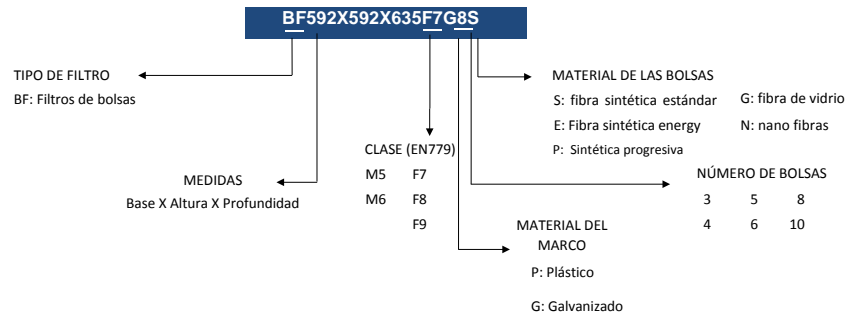 BF592X592X635F7G8S
TIPO DE FILTRO
BF: Filtros de bolsas
MATERIAL DE LAS BOLSAS
S: fibra sintética estándar G: fibra de vidrio
E: Fibra sintética energy N: nano fibras
P: Sintética progresiva
CLASE (EN779)
M5 F7
M6 F8
F9
MEDIDAS
Base X Altura X Profundidad
NÚMERO DE BOLSAS
3 5 8
4 6 10
MATERIAL DEL
MARCO
P: Plástico
G: Galvanizado